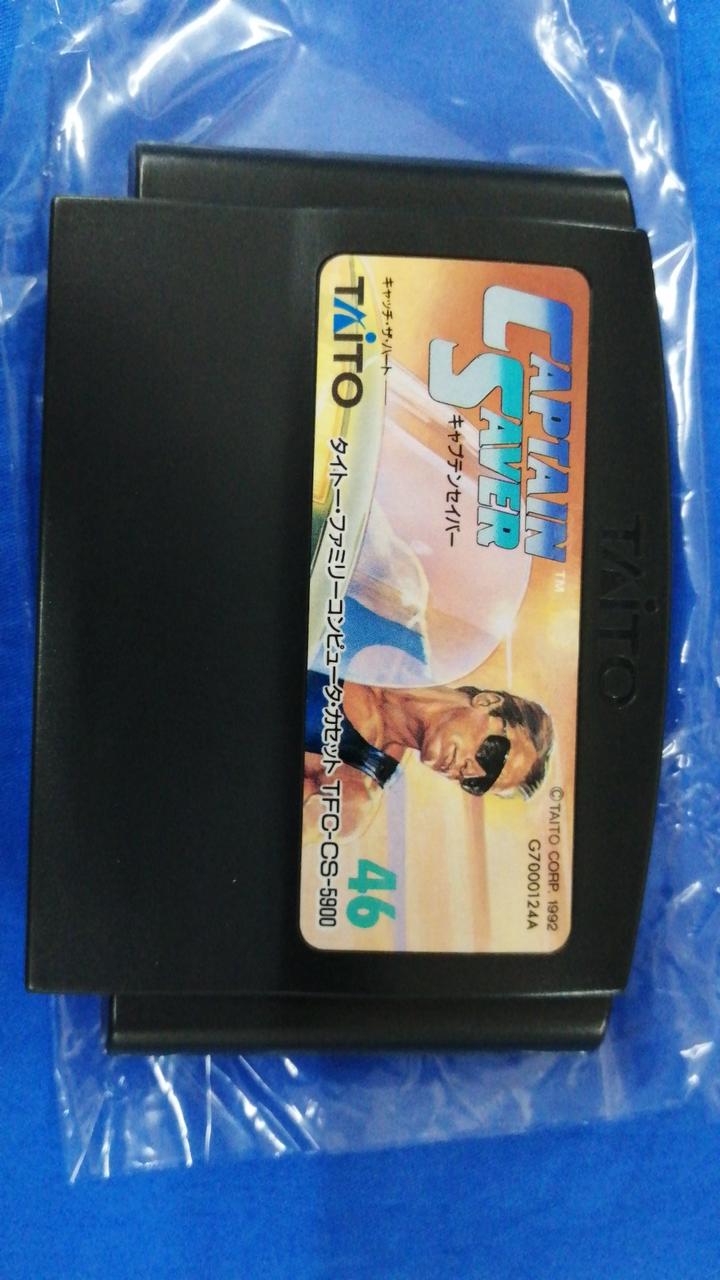 TAITO
CAPTAIN
SAVER
TM
キャプテンセイバー
© TAITO CORP. 1992
G7000124A
キャッチ・ザ・ハート
TAITO
タイトー・ファミリーコンピュータ・カセット TFC-CS-5900
46